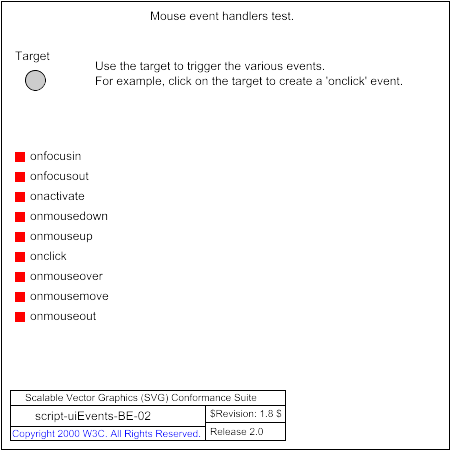 Mouse event handlers test.
Target
Use the target to trigger the various events.
For example, click on the target to create a 'onclick' event.
onfocusin
onfocusout
onactivate
onmousedown
onmouseup
onclick
onmouseover
onmousemove
onmouseout
Scalable Vector Graphics (SVG) Conformance Suite
script-uiEvents-BE-02
$Revision: 1.8 $
Copyright 2000 W3C. All Rights Reserved.
Release 2.0